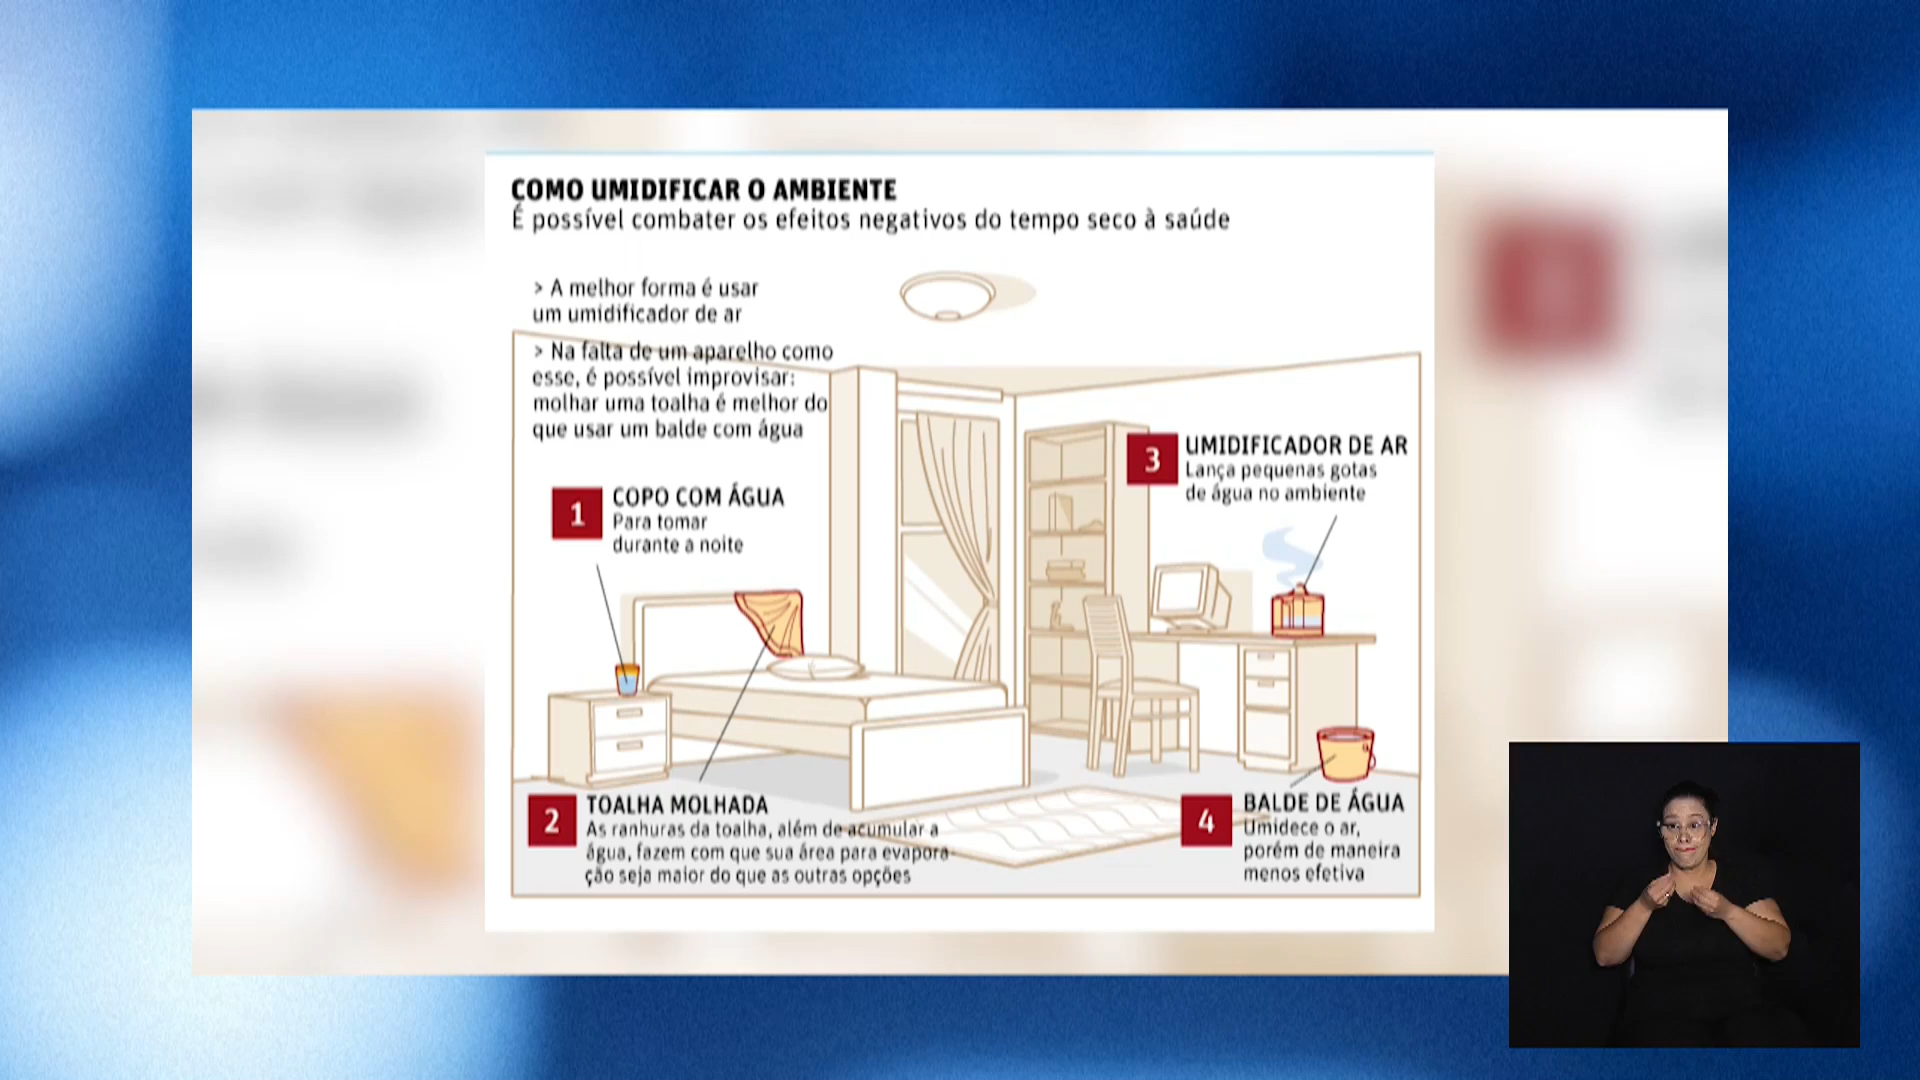 COMO UMIDIFICAR O AMBIENTE
É possível combater os efeitos negativos do tempo seco à saúde
> A melhor forma é usar
um umidificador de ar
> Na falta de um aparelho como
esse, é possível improvisar:
molhar uma toalha é melhor do
que usar um balde com água
1
COPO COM ÁGUA
Para tomar
durante a noite
3
UMIDIFICADOR DE AR
Lança pequenas gotas
de água no ambiente
2
TOALHA MOLHADA
As ranhuras da toalha, além de acumular a
água, fazem com que sua área para evapora-
ção seja maior do que as outras opções
4
BALDE DE ÁGUA
Umidece o ar,
porém de maneira
menos efetiva